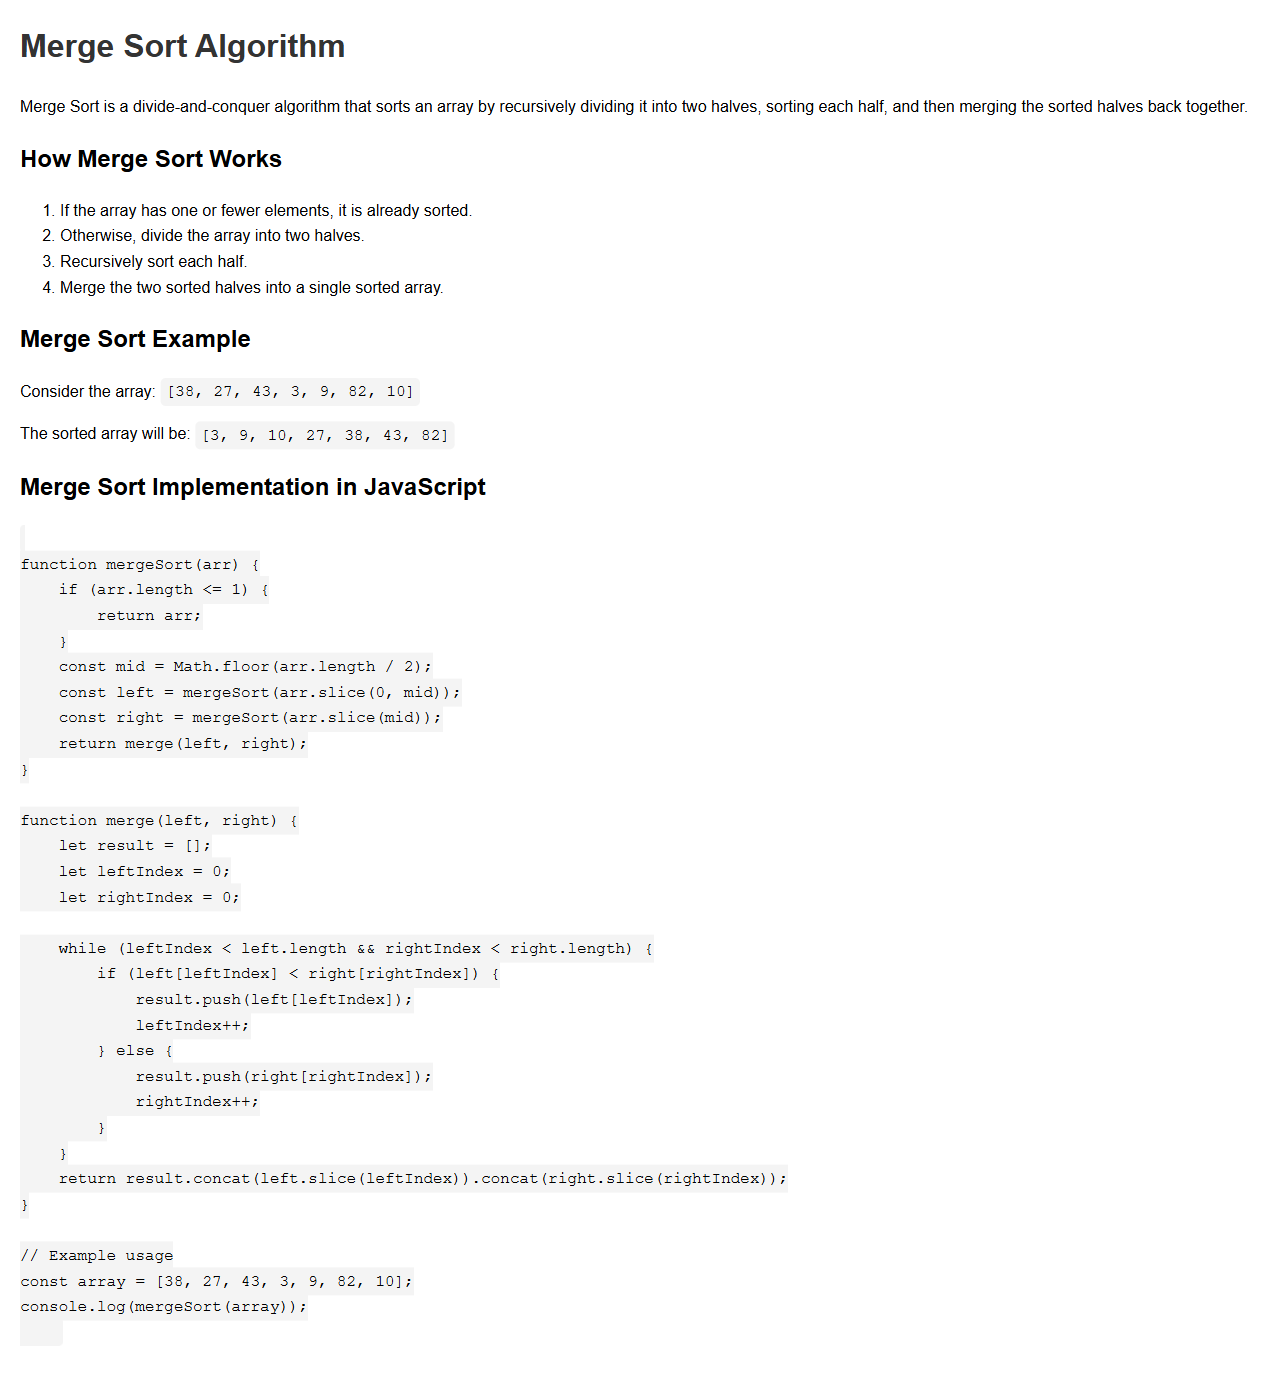 Merge Sort Algorithm
Merge Sort is a divide-and-conquer algorithm that sorts an array by recursively dividing it into two halves, sorting each half, and then merging the sorted halves back together.
How Merge Sort Works
1. If the array has one or fewer elements, it is already sorted.
2. Otherwise, divide the array into two halves.
3. Recursively sort each half.
4. Merge the two sorted halves into a single sorted array.
Merge Sort Example
Consider the array: [38, 27, 43, 3, 9, 82, 10]
The sorted array will be: [3, 9, 10, 27, 38, 43, 82]
Merge Sort Implementation in JavaScript
function mergeSort(arr) {
    if (arr.length <= 1) {
        return arr;
    }
    const mid = Math.floor(arr.length / 2);
    const left = mergeSort(arr.slice(0, mid));
    const right = mergeSort(arr.slice(mid));
    return merge(left, right);
}
function merge(left, right) {
    let result = [];
    let leftIndex = 0;
    let rightIndex = 0;
    while (leftIndex < left.length && rightIndex < right.length) {
        if (left[leftIndex] < right[rightIndex]) {
            result.push(left[leftIndex]);
            leftIndex++;
        } else {
            result.push(right[rightIndex]);
            rightIndex++;
        }
    }
    return result.concat(left.slice(leftIndex)).concat(right.slice(rightIndex));
}
// Example usage
const array = [38, 27, 43, 3, 9, 82, 10];
console.log(mergeSort(array));